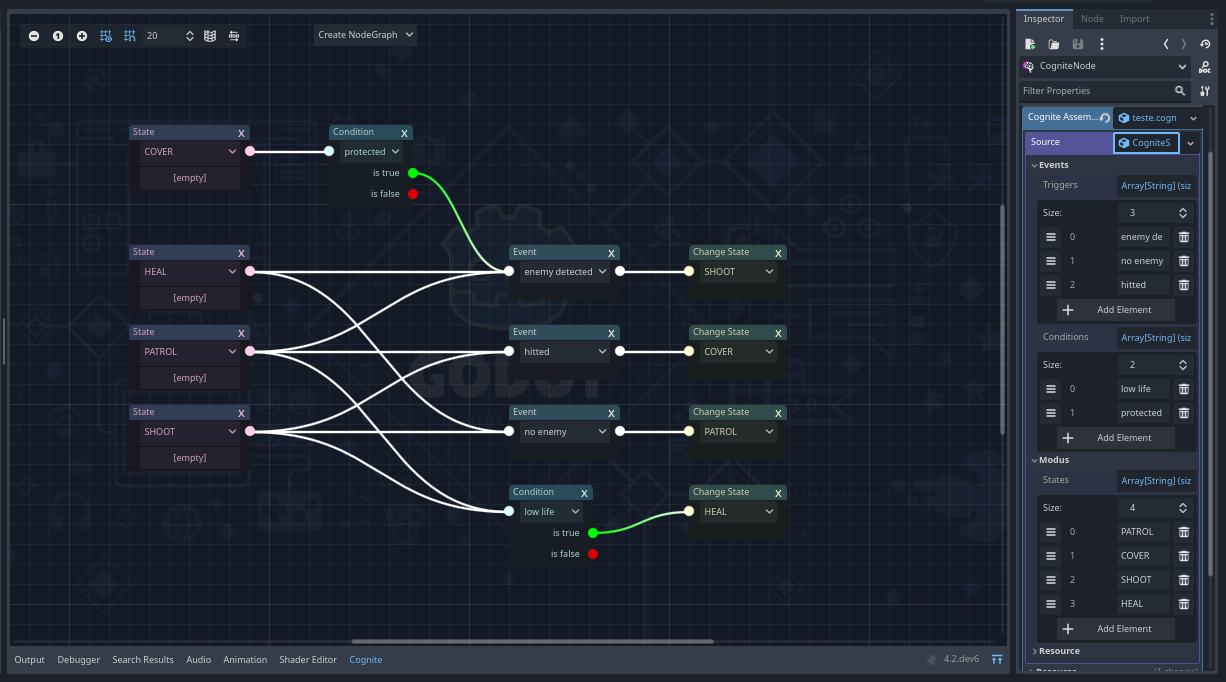 Inspector Node Import
20 Create NodeGraph
CogniteNode
DOC
Filter Properties
Cognite Assem... teste.cogn
Source CogniteS
Events
Triggers Array[String] (siz
Size: 3
0 enemy de
1 no enemy
2 hitted
Add Element
Conditions Array[String] (siz
Size: 2
0 low life
1 protected
Add Element
Modus
States Array[String] (siz
Size: 4
0 PATROL
1 COVER
2 SHOOT
3 HEAL
Add Element
Resource
State X
COVER
[empty]
Condition X
protected
is true
is false
State X
HEAL
[empty]
Event X
enemy detected
Change State X
SHOOT
State X
PATROL
[empty]
Event X
hitted
Change State X
COVER
State X
SHOOT
[empty]
Event X
no enemy
Change State X
PATROL
Condition X
low life
is true
is false
Change State X
HEAL
GODOT
Output Debugger Search Results Audio Animation Shader Editor Cognite 4.2.dev6